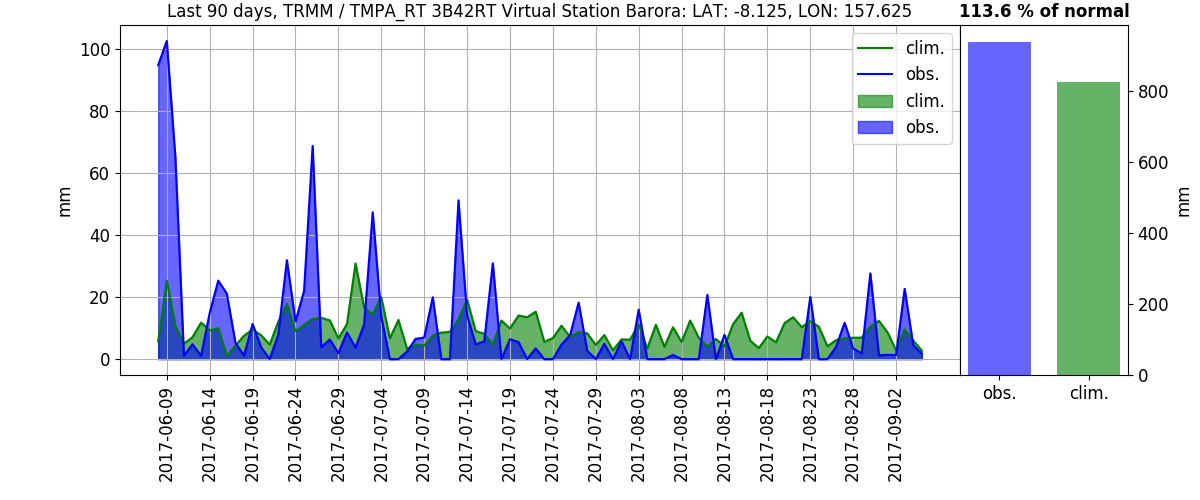 Last 90 days, TRMM / TMPA_RT 3B42RT Virtual Station Barora: LAT: -8.125, LON: 157.625
113.6 % of normal
clim.
obs.
clim.
obs.
mm
100
80
60
40
20
0
2017-06-09
2017-06-14
2017-06-19
2017-06-24
2017-06-29
2017-07-04
2017-07-09
2017-07-14
2017-07-19
2017-07-24
2017-07-29
2017-08-03
2017-08-08
2017-08-13
2017-08-18
2017-08-23
2017-08-28
2017-09-02
obs.
clim.
800
600
400
200
0
mm